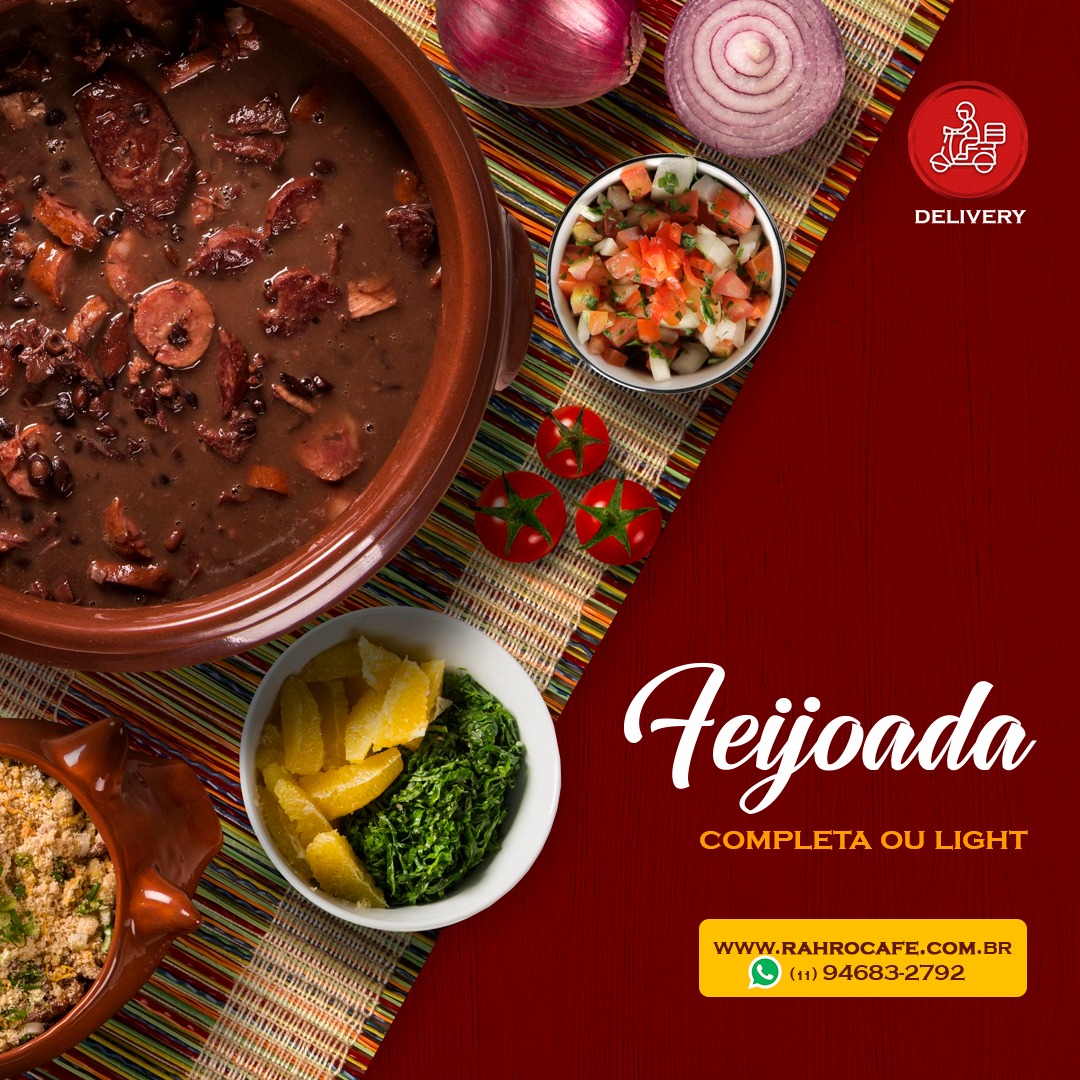 DELIVERY
Feijoada
COMPLETA OU LIGHT
WWW.RAHROCAFE.COM.BR
(11) 94683-2792